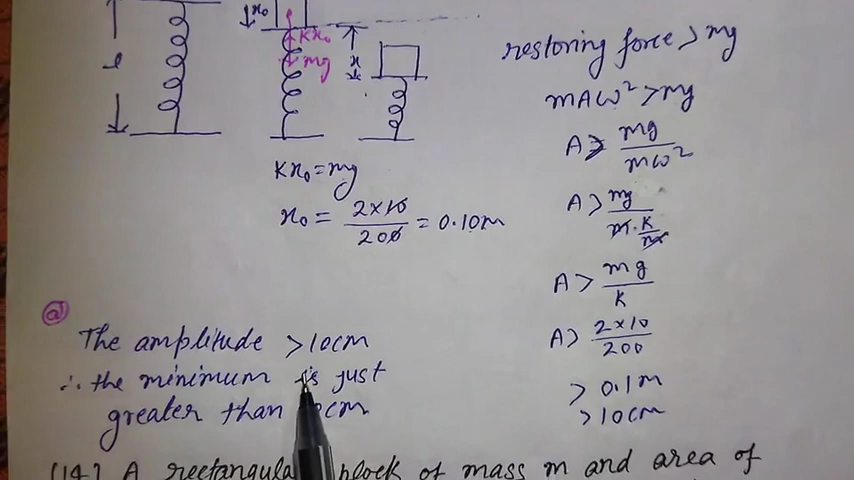 x₀
l
Kx₀
mg
x
Kx₀ = mg
x₀ = 2×10/200 = 0.10m
restoring force > mg
mAω² > mg
A > mg/mω²
A > mg/m·K/m
A > mg/K
A > 2×10/200
> 0.1m
> 10cm
a
The amplitude > 10cm
∴ the minimum is just
greater than cm
(14) A rectangular block of mass m and area of